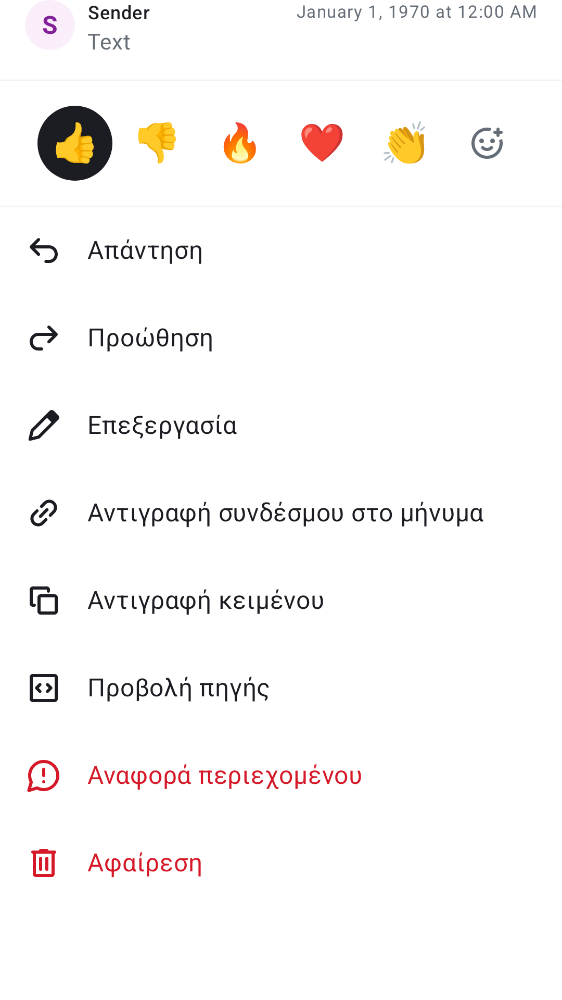 S
Sender
January 1, 1970 at 12:00 AM
Text
Απάντηση
Προώθηση
Επεξεργασία
Αντιγραφή συνδέσμου στο μήνυμα
Αντιγραφή κειμένου
Προβολή πηγής
Αναφορά περιεχομένου
Αφαίρεση